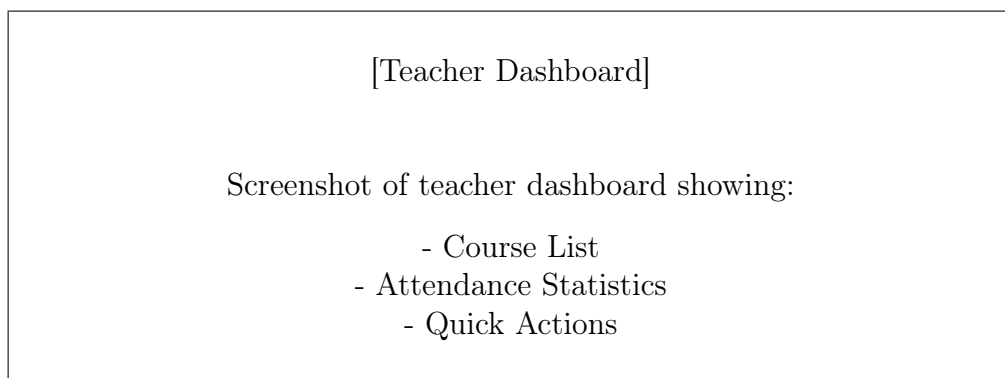 [Teacher Dashboard]
Screenshot of teacher dashboard showing:
- Course List
- Attendance Statistics
- Quick Actions